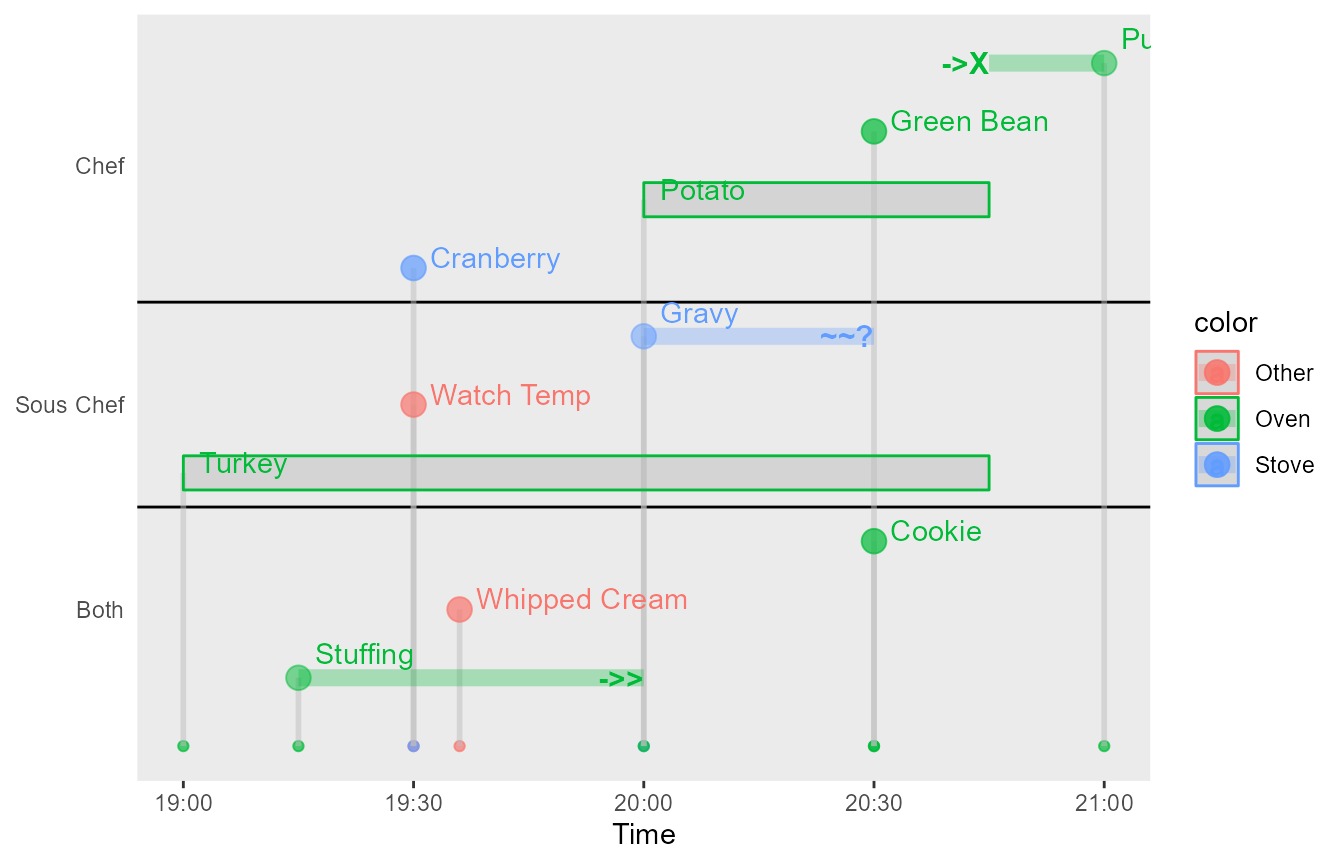 Pu
->X
Green Bean
Chef
Potato
Cranberry
Gravy
~~?
color
Other
Watch Temp
Sous Chef
Oven
Turkey
Stove
Cookie
Whipped Cream
Both
Stuffing
->>
19:00 19:30 20:00 20:30 21:00
Time